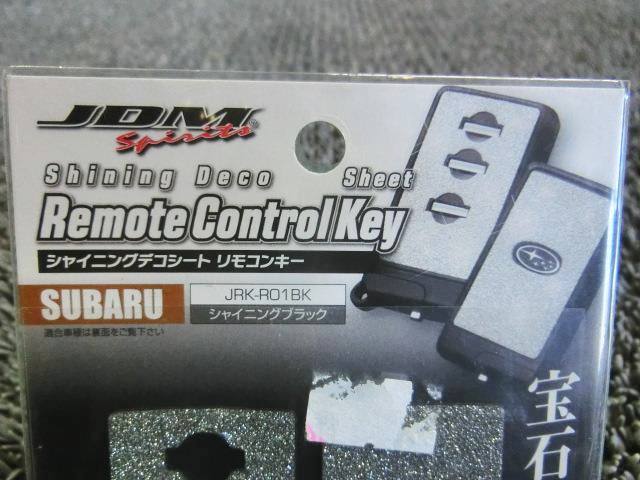 JDM
Spirits
Shining Deco Sheet
Remote Control Key
シャイニングデコシート リモコンキー
SUBARU
JRK-R01BK
シャイニングブラック
適合車種は裏面をご覧下さい
宝石